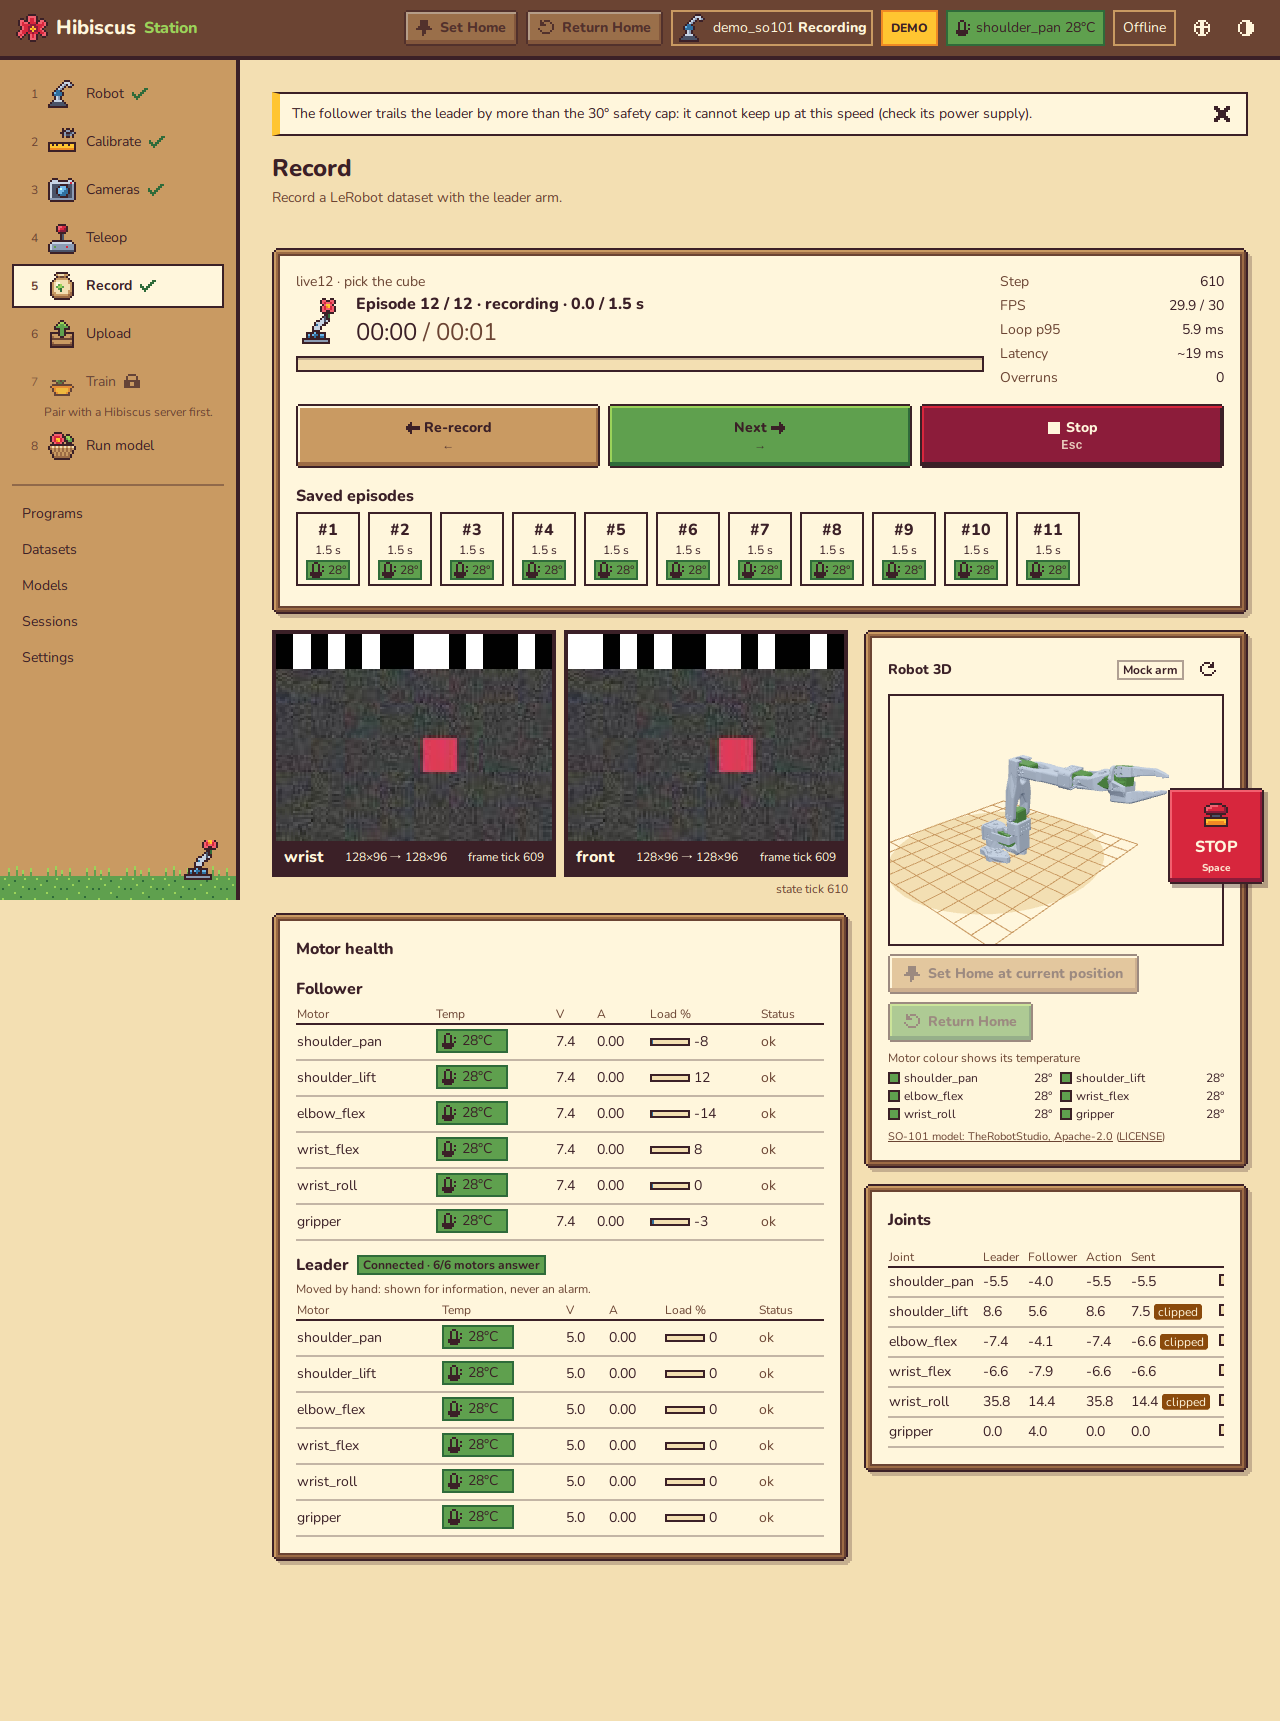 Hibiscus Station
Set Home
Return Home
demo_so101 Recording
DEMO
shoulder_pan 28°C
Offline
1 Robot
2 Calibrate
3 Cameras
4 Teleop
5 Record
6 Upload
7 Train
Pair with a Hibiscus server first.
8 Run model
Programs
Datasets
Models
Sessions
Settings
The follower trails the leader by more than the 30° safety cap: it cannot keep up at this speed (check its power supply).
Record
Record a LeRobot dataset with the leader arm.
live12 · pick the cube
Episode 12 / 12 · recording · 0.0 / 1.5 s
00:00 / 00:01
Step 610
FPS 29.9 / 30
Loop p95 5.9 ms
Latency ~19 ms
Overruns 0
Re-record
←
Next
→
Stop
Esc
Saved episodes
#1 #2 #3 #4 #5 #6 #7 #8 #9 #10 #11
1.5 s 1.5 s 1.5 s 1.5 s 1.5 s 1.5 s 1.5 s 1.5 s 1.5 s 1.5 s 1.5 s
28° 28° 28° 28° 28° 28° 28° 28° 28° 28° 28°
wrist 128×96 → 128×96 frame tick 609
front 128×96 → 128×96 frame tick 609
state tick 610
Robot 3D
Mock arm
STOP
Space
Set Home at current position
Return Home
Motor colour shows its temperature
shoulder_pan 28° shoulder_lift 28°
elbow_flex 28° wrist_flex 28°
wrist_roll 28° gripper 28°
SO-101 model: TheRobotStudio, Apache-2.0 (LICENSE)
Motor health
Follower
Motor Temp V A Load % Status
shoulder_pan 28°C 7.4 0.00 -8 ok
shoulder_lift 28°C 7.4 0.00 12 ok
elbow_flex 28°C 7.4 0.00 -14 ok
wrist_flex 28°C 7.4 0.00 8 ok
wrist_roll 28°C 7.4 0.00 0 ok
gripper 28°C 7.4 0.00 -3 ok
Leader Connected · 6/6 motors answer
Moved by hand: shown for information, never an alarm.
Motor Temp V A Load % Status
shoulder_pan 28°C 5.0 0.00 0 ok
shoulder_lift 28°C 5.0 0.00 0 ok
elbow_flex 28°C 5.0 0.00 0 ok
wrist_flex 28°C 5.0 0.00 0 ok
wrist_roll 28°C 5.0 0.00 0 ok
gripper 28°C 5.0 0.00 0 ok
Joints
Joint Leader Follower Action Sent
shoulder_pan -5.5 -4.0 -5.5 -5.5
shoulder_lift 8.6 5.6 8.6 7.5 clipped
elbow_flex -7.4 -4.1 -7.4 -6.6 clipped
wrist_flex -6.6 -7.9 -6.6 -6.6
wrist_roll 35.8 14.4 35.8 14.4 clipped
gripper 0.0 4.0 0.0 0.0